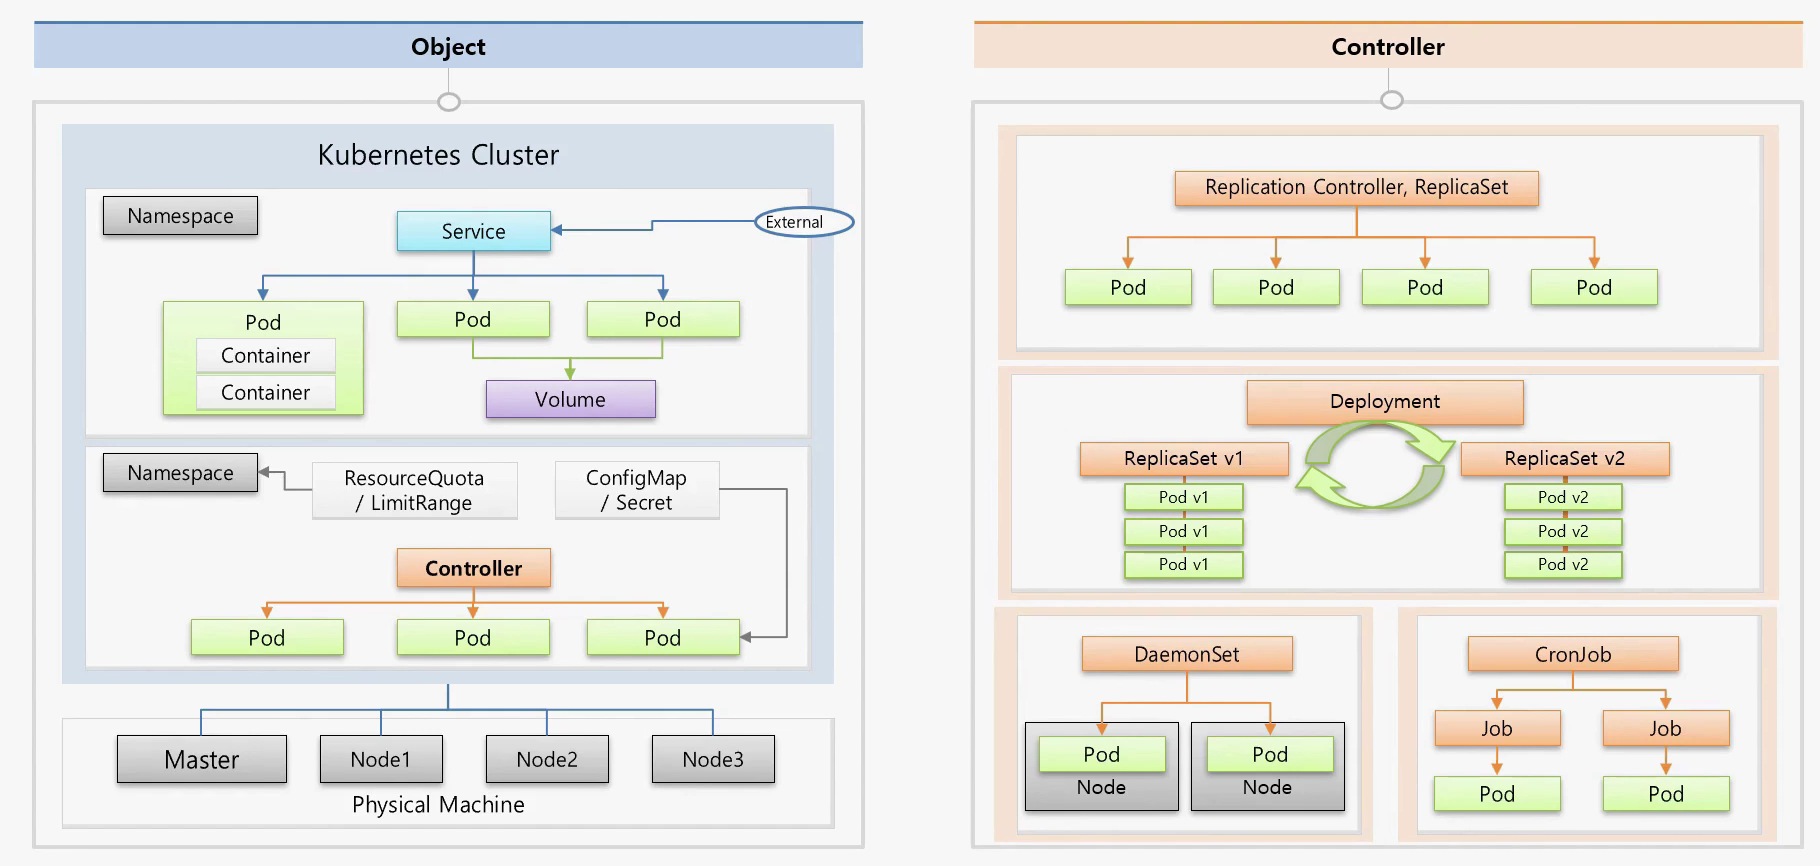 Object
Kubernetes Cluster
Namespace
Service
External
Pod
Container
Container
Pod
Pod
Volume
Namespace
ResourceQuota
/ LimitRange
ConfigMap
/ Secret
Controller
Pod
Pod
Pod
Master
Node1
Node2
Node3
Physical Machine
Controller
Replication Controller, ReplicaSet
Pod
Pod
Pod
Pod
Deployment
ReplicaSet v1
Pod v1
Pod v1
Pod v1
ReplicaSet v2
Pod v2
Pod v2
Pod v2
DaemonSet
Pod
Node
Pod
Node
CronJob
Job
Job
Pod
Pod